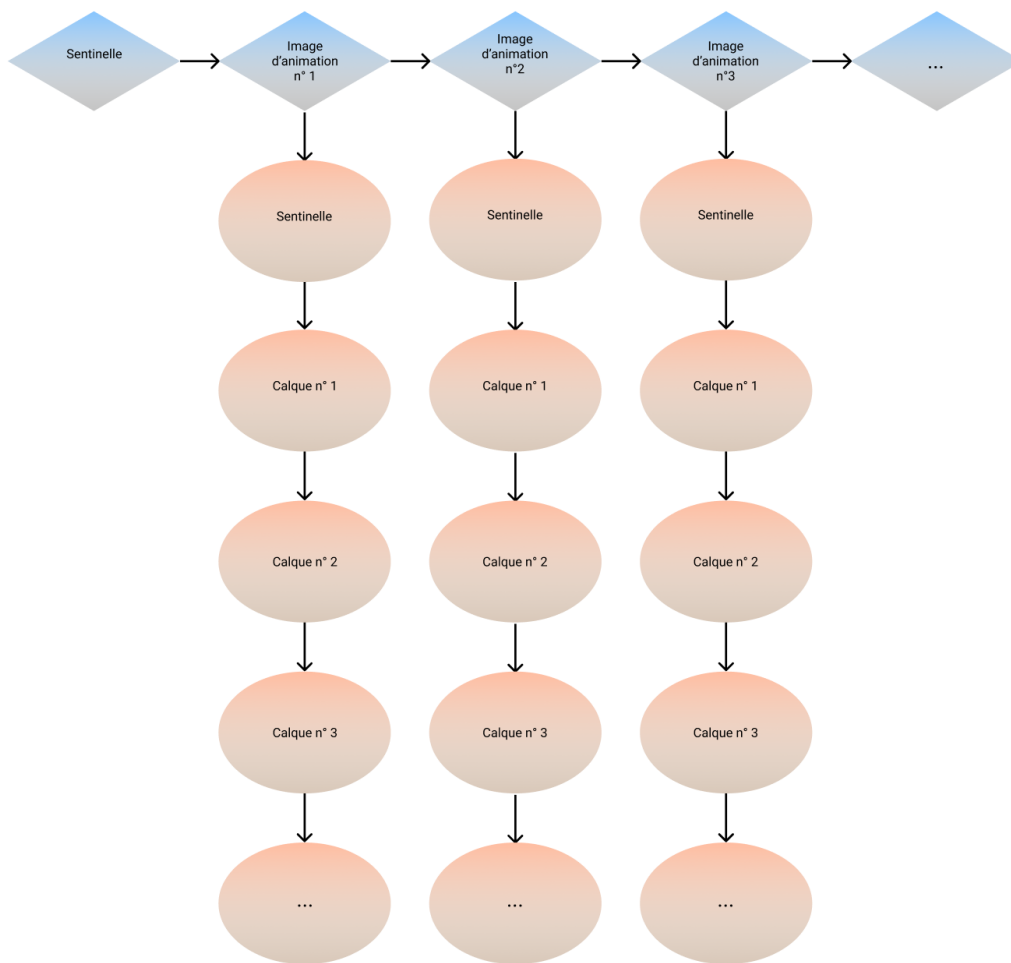 Sentinelle
Image
d'animation
n° 1
Image
d'animation
n°2
Image
d'animation
n°3
...
Sentinelle
Sentinelle
Sentinelle
Calque n° 1
Calque n° 1
Calque n° 1
Calque n° 2
Calque n° 2
Calque n° 2
Calque n° 3
Calque n° 3
Calque n° 3
...
...
...